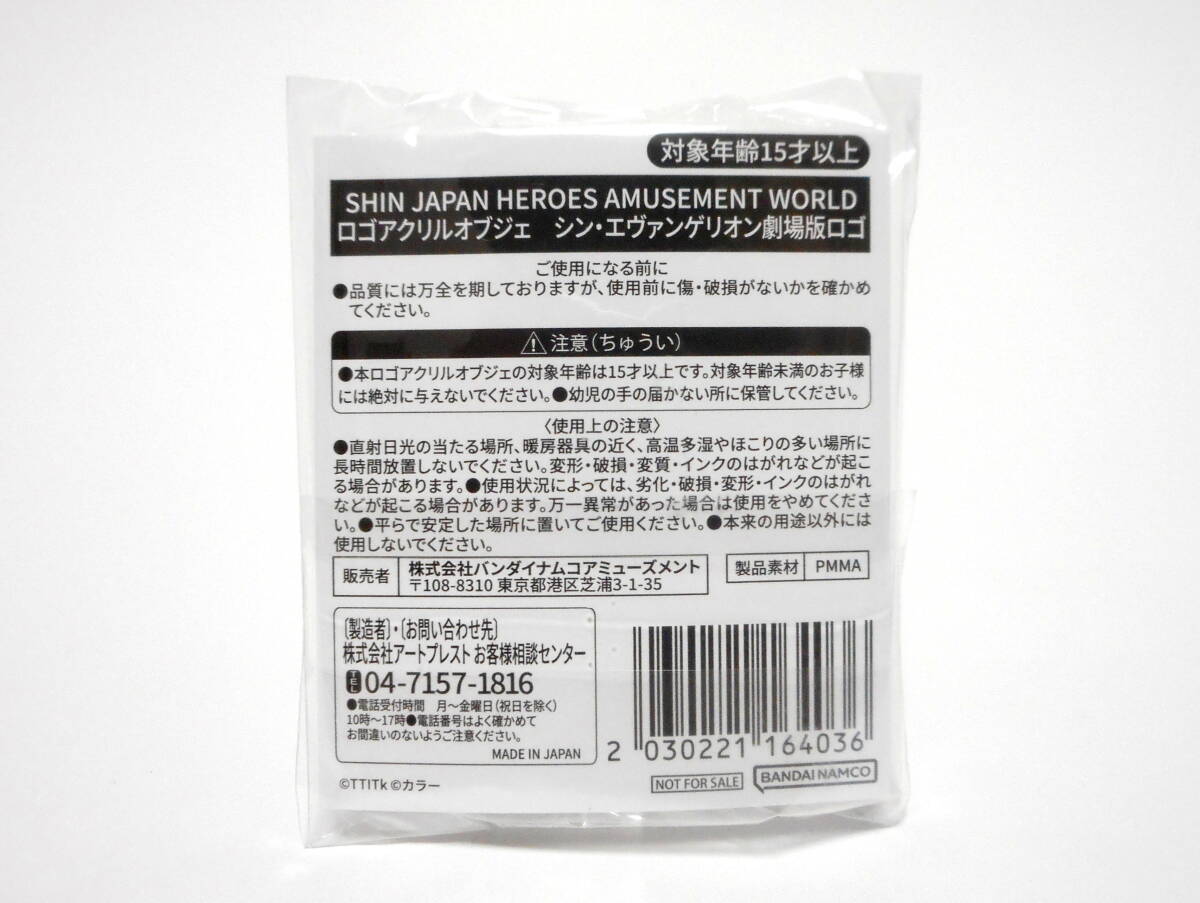 対象年齢15才以上
SHIN JAPAN HEROES AMUSEMENT WORLD
ロゴアクリルオブジェ　シン・エヴァンゲリオン劇場版ロゴ
ご使用になる前に
●品質には万全を期しておりますが、使用前に傷・破損がないかを確かめ
てください。
⚠注意（ちゅうい）
●本ロゴアクリルオブジェの対象年齢は15才以上です。対象年齢未満のお子様
には絶対に与えないでください。●幼児の手の届かない所に保管してください。
〈使用上の注意〉
●直射日光の当たる場所、暖房器具の近く、高温多湿やほこりの多い場所に
長時間放置しないでください。変形・破損・変質・インクのはがれなどが起こ
る場合があります。●使用状況によっては、劣化・破損・変形・インクのはがれ
などが起こる場合があります。万一異常があった場合は使用をやめてくださ
い。●平らで安定した場所に置いてご使用ください。●本来の用途以外には
使用しないでください。
販売者　株式会社バンダイナムコアミューズメント
〒108-8310 東京都港区芝浦3-1-35
製品素材　PMMA
〔製造者〕・〔お問い合わせ先〕
株式会社アートプレスト お客様相談センター
TEL 04-7157-1816
●電話受付時間　月～金曜日（祝日を除く）
10時～17時●電話番号はよく確かめて
お間違いのないようご注意ください。
MADE IN JAPAN
2 030221 164036
©TTITk ©カラー
NOT FOR SALE
BANDAI NAMCO